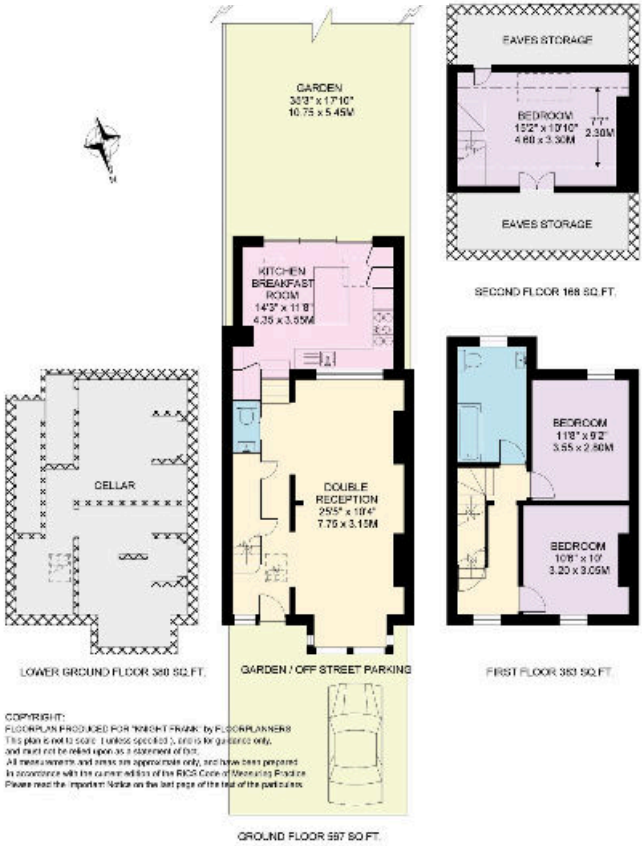 EAVES STORAGE
GARDEN
35'3" x 17'10"
10.75 x 5.45M
BEDROOM
15'2" x 10'10"
4.60 x 3.30M
7'7"
2.30M
N
EAVES STORAGE
KITCHEN
BREAKFAST
ROOM
14'3" x 11'8"
4.35 x 3.55M
SECOND FLOOR 168 SQ.FT.
BEDROOM
11'8" x 9'2"
3.55 x 2.80M
CELLAR
DOUBLE
RECEPTION
25'5" x 10'4"
7.75 x 3.15M
BEDROOM
10'6" x 10'
3.20 x 3.05M
LOWER GROUND FLOOR 380 SQ.FT.
GARDEN / OFF STREET PARKING
FIRST FLOOR 383 SQ.FT.
COPYRIGHT:
FLOORPLAN PRODUCED FOR "KNIGHT FRANK" by FLOORPLANNERS
This plan is not to scale ( unless specified ), and is for guidance only,
and must not be relied upon as a statement of fact.
All measurements and areas are approximate only, and have been prepared
in accordance with the current edition of the RICS Code of Measuring Practice.
Please read the Important Notice on the last page of the text of the particulars.
GROUND FLOOR 567 SQ.FT.